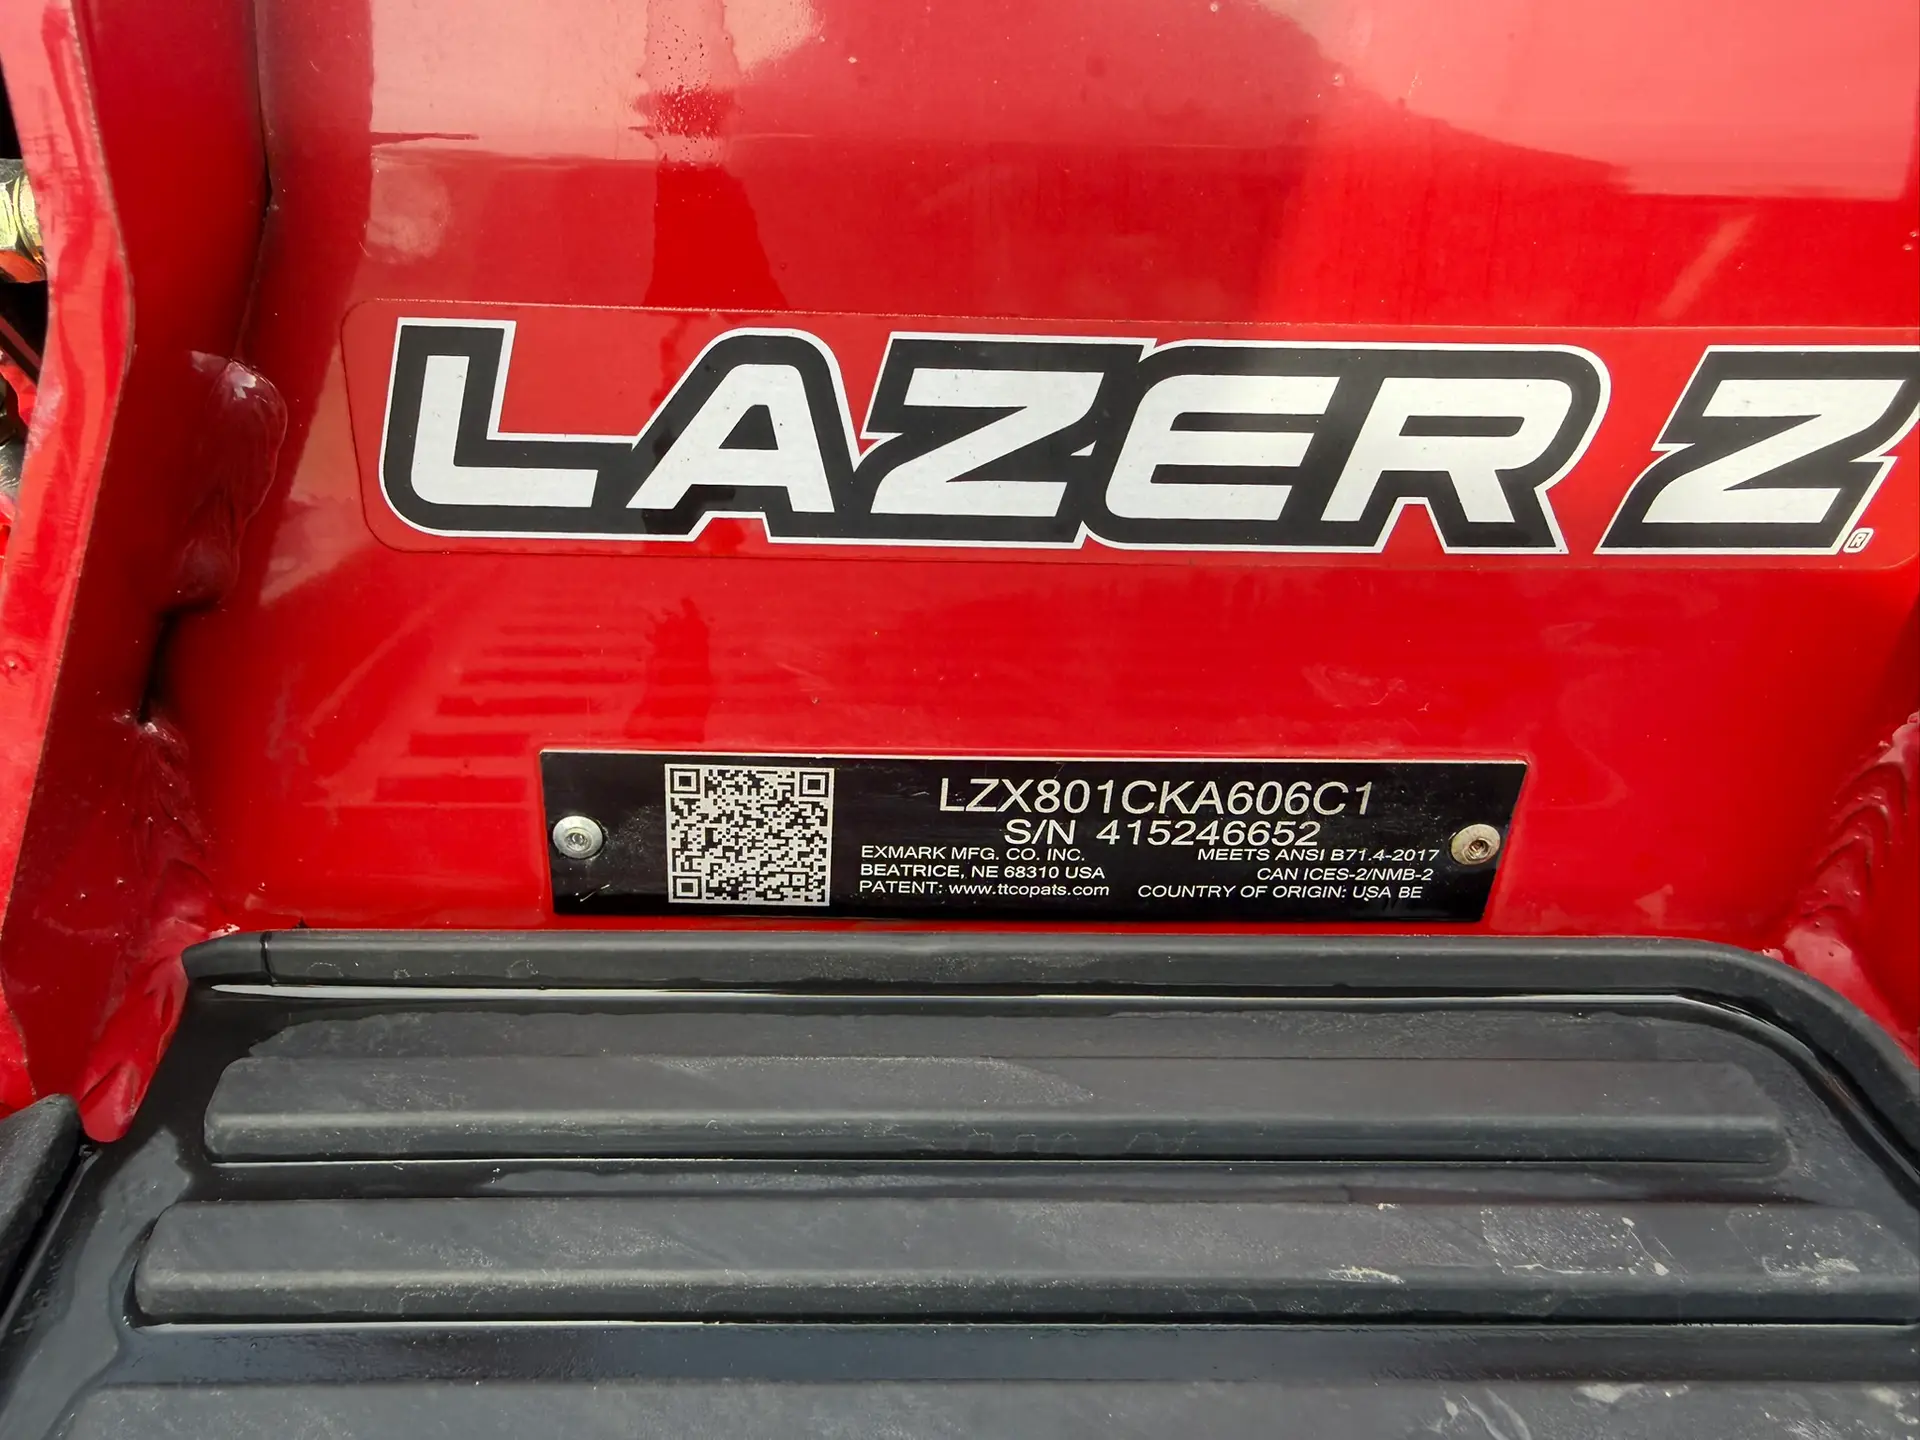 LAZER Z®
LZX801CKA606C1
S/N 415246652
EXMARK MFG. CO. INC.
BEATRICE, NE 68310 USA
PATENT: www.ttcopats.com
MEETS ANSI B71.4-2017
CAN ICES-2/NMB-2
COUNTRY OF ORIGIN: USA BE